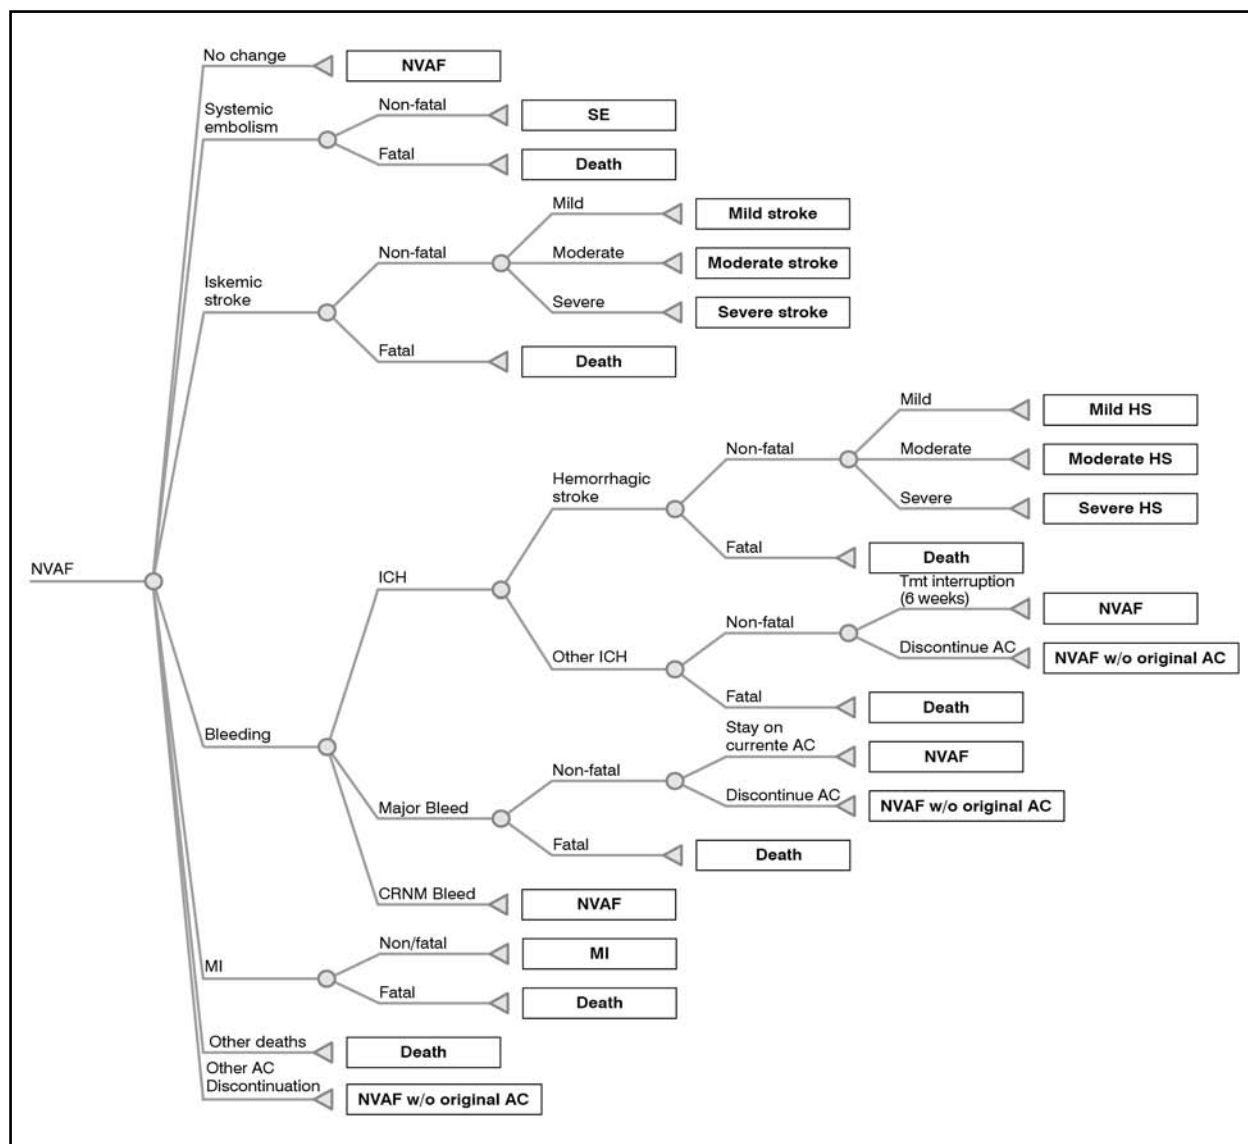 No change
NVAF
Systemic
embolism
Non-fatal
SE
Fatal
Death
Iskemic
stroke
Non-fatal
Mild
Mild stroke
Moderate
Moderate stroke
Severe
Severe stroke
Fatal
Death
NVAF
Bleeding
ICH
Hemorrhagic
stroke
Non-fatal
Mild
Mild HS
Moderate
Moderate HS
Severe
Severe HS
Fatal
Death
Other ICH
Non-fatal
Tmt interruption
(6 weeks)
NVAF
Discontinue AC
NVAF w/o original AC
Fatal
Death
Major Bleed
Non-fatal
Stay on
currente AC
NVAF
Discontinue AC
NVAF w/o original AC
Fatal
Death
CRNM Bleed
NVAF
MI
Non/fatal
MI
Fatal
Death
Other deaths
Death
Other AC
Discontinuation
NVAF w/o original AC